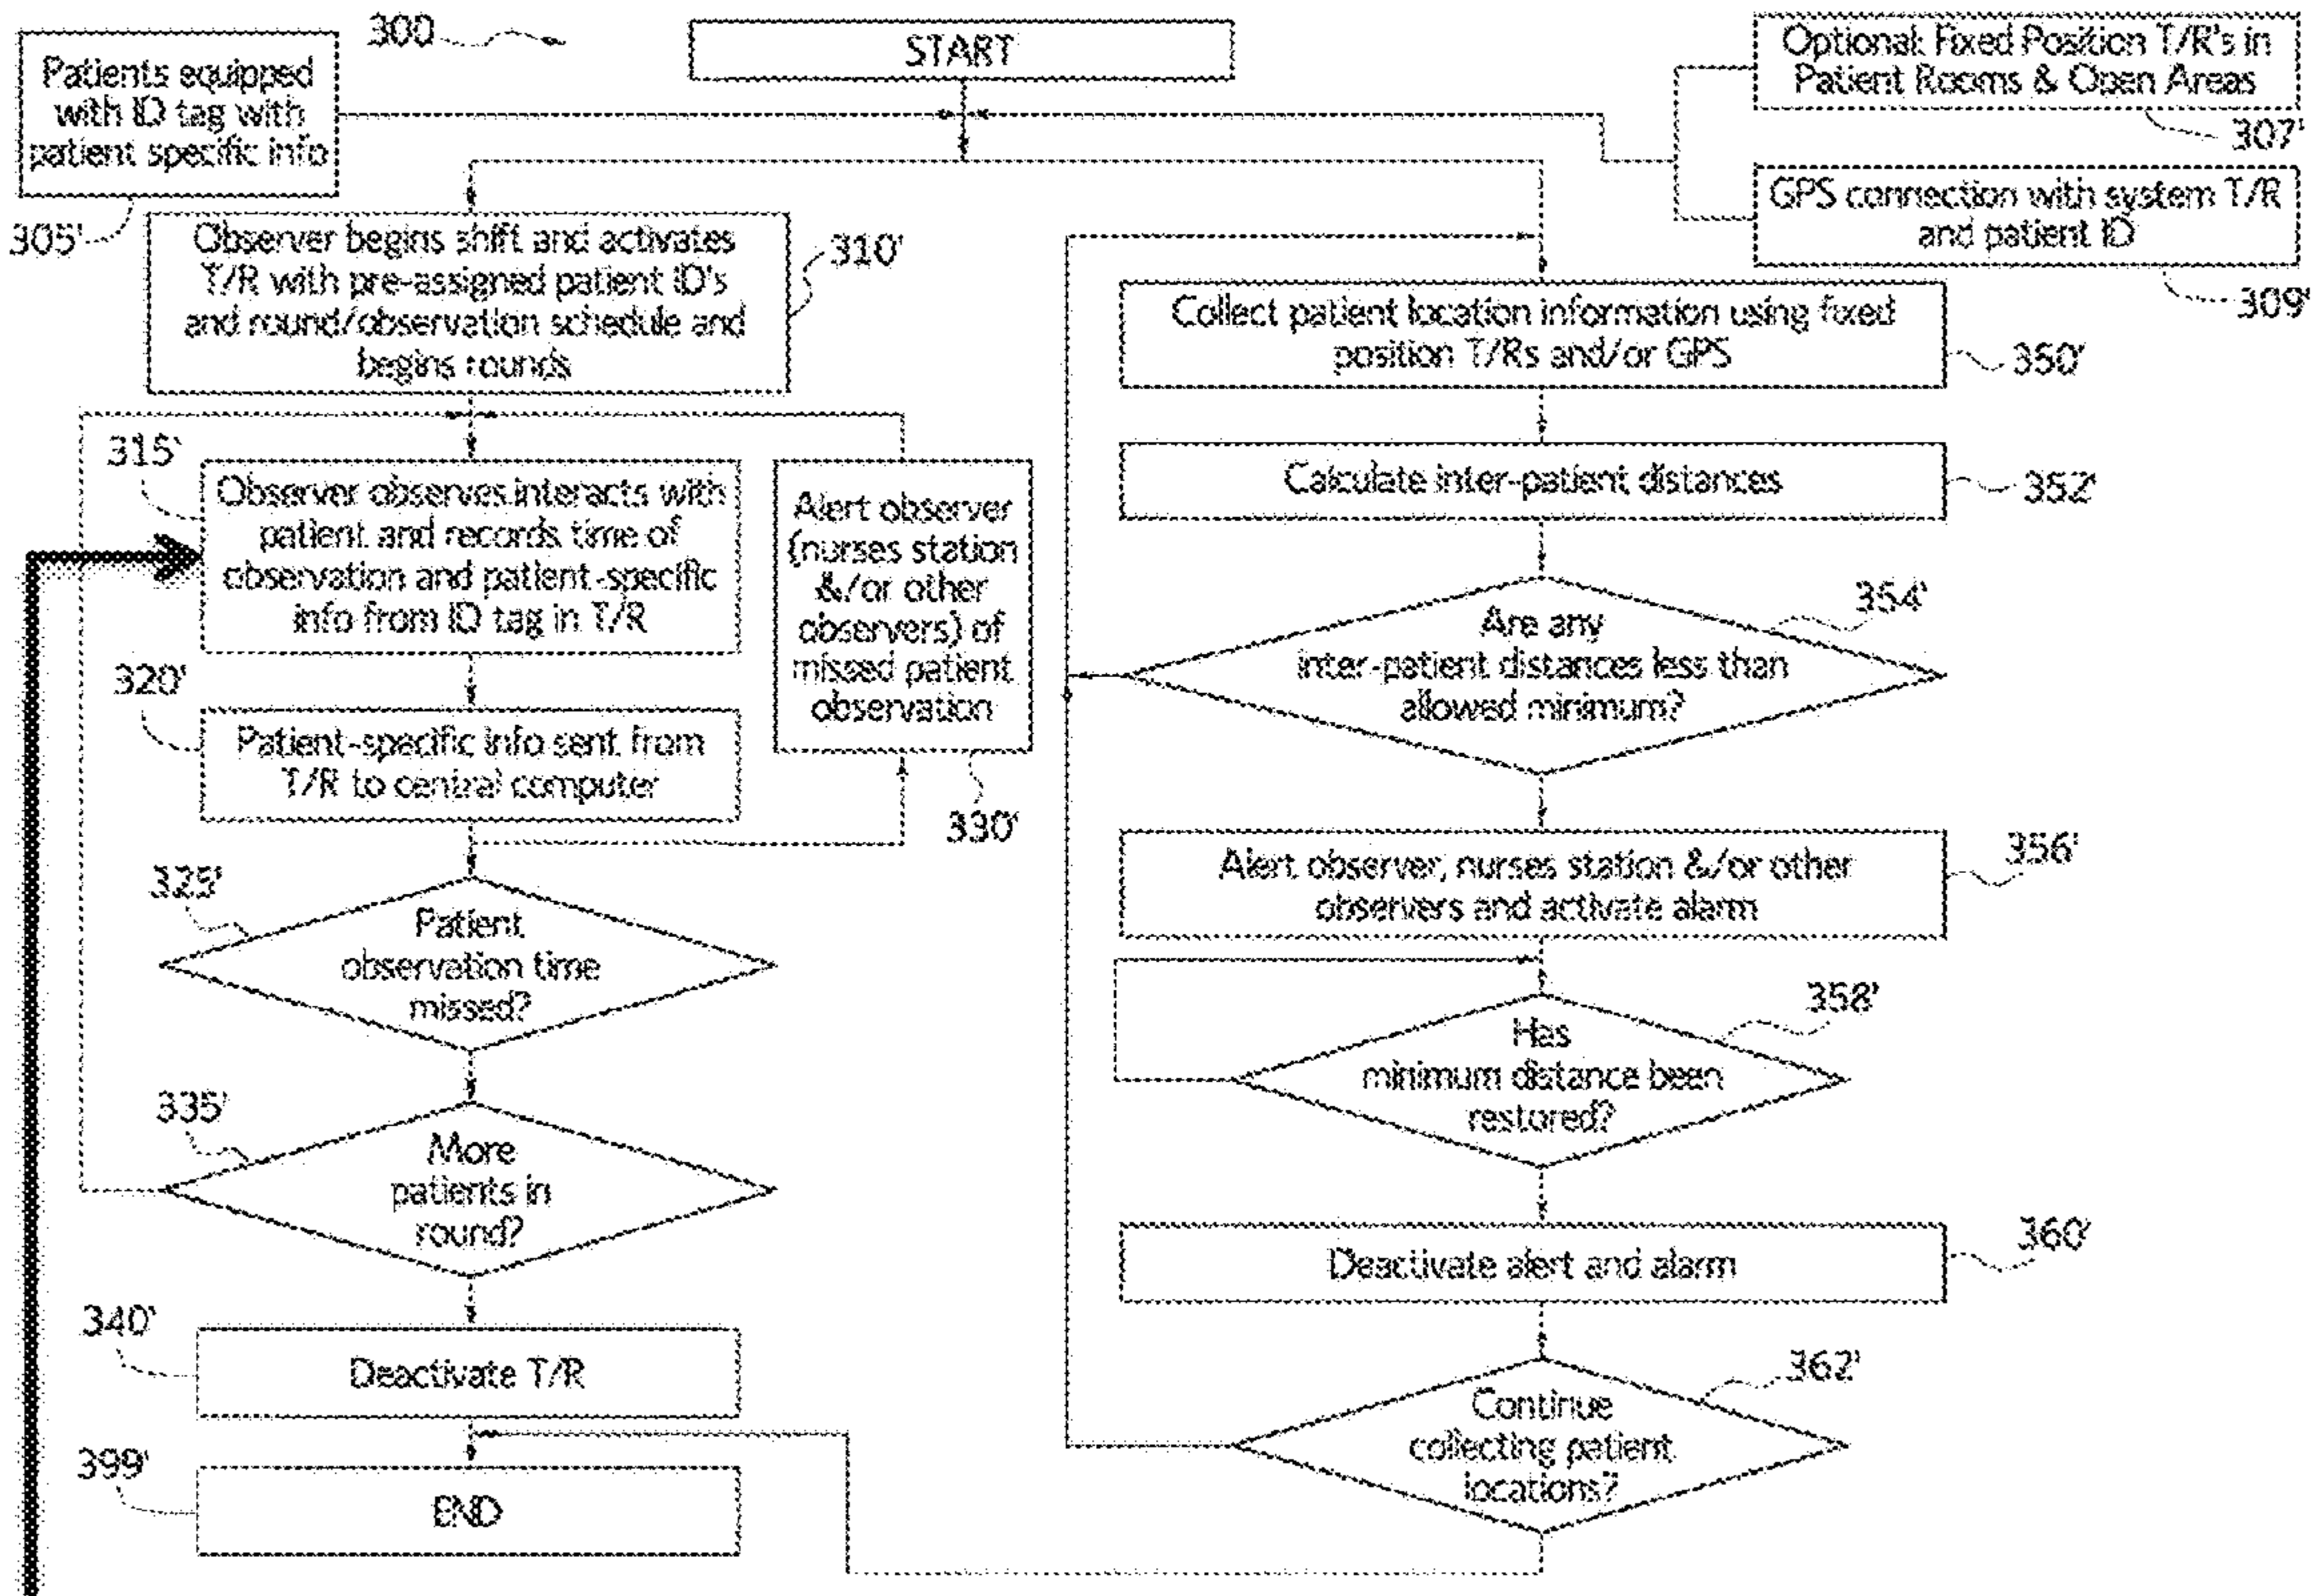 300
START
Patients equipped
with ID tag with
patient specific info
305'
Optional: Fixed Position T/R's in
Patient Rooms & Open Areas
307'
GPS connection with system T/R
and patient ID
309'
Observer begins shift and activates
T/R with pre-assigned patient ID's
and round/observation schedule and
begins rounds
310'
315'
Observer observes interacts with
patient and records time of
observation and patient-specific
info from ID tag in T/R
320'
Patient-specific info sent from
T/R to central computer
Alert observer
(nurses station
&/or other
observers) of
missed patient
observation
330'
325'
Patient
observation time
missed?
335'
More
patients in
round?
340'
Deactivate T/R
399'
END
Collect patient location information using fixed
position T/Rs and/or GPS
350'
Calculate inter-patient distances
352'
354'
Are any
inter-patient distances less than
allowed minimum?
356'
Alert observer, nurses station &/or other
observers and activate alarm
358'
Has
minimum distance been
restored?
360'
Deactivate alert and alarm
362'
Continue
collecting patient
locations?